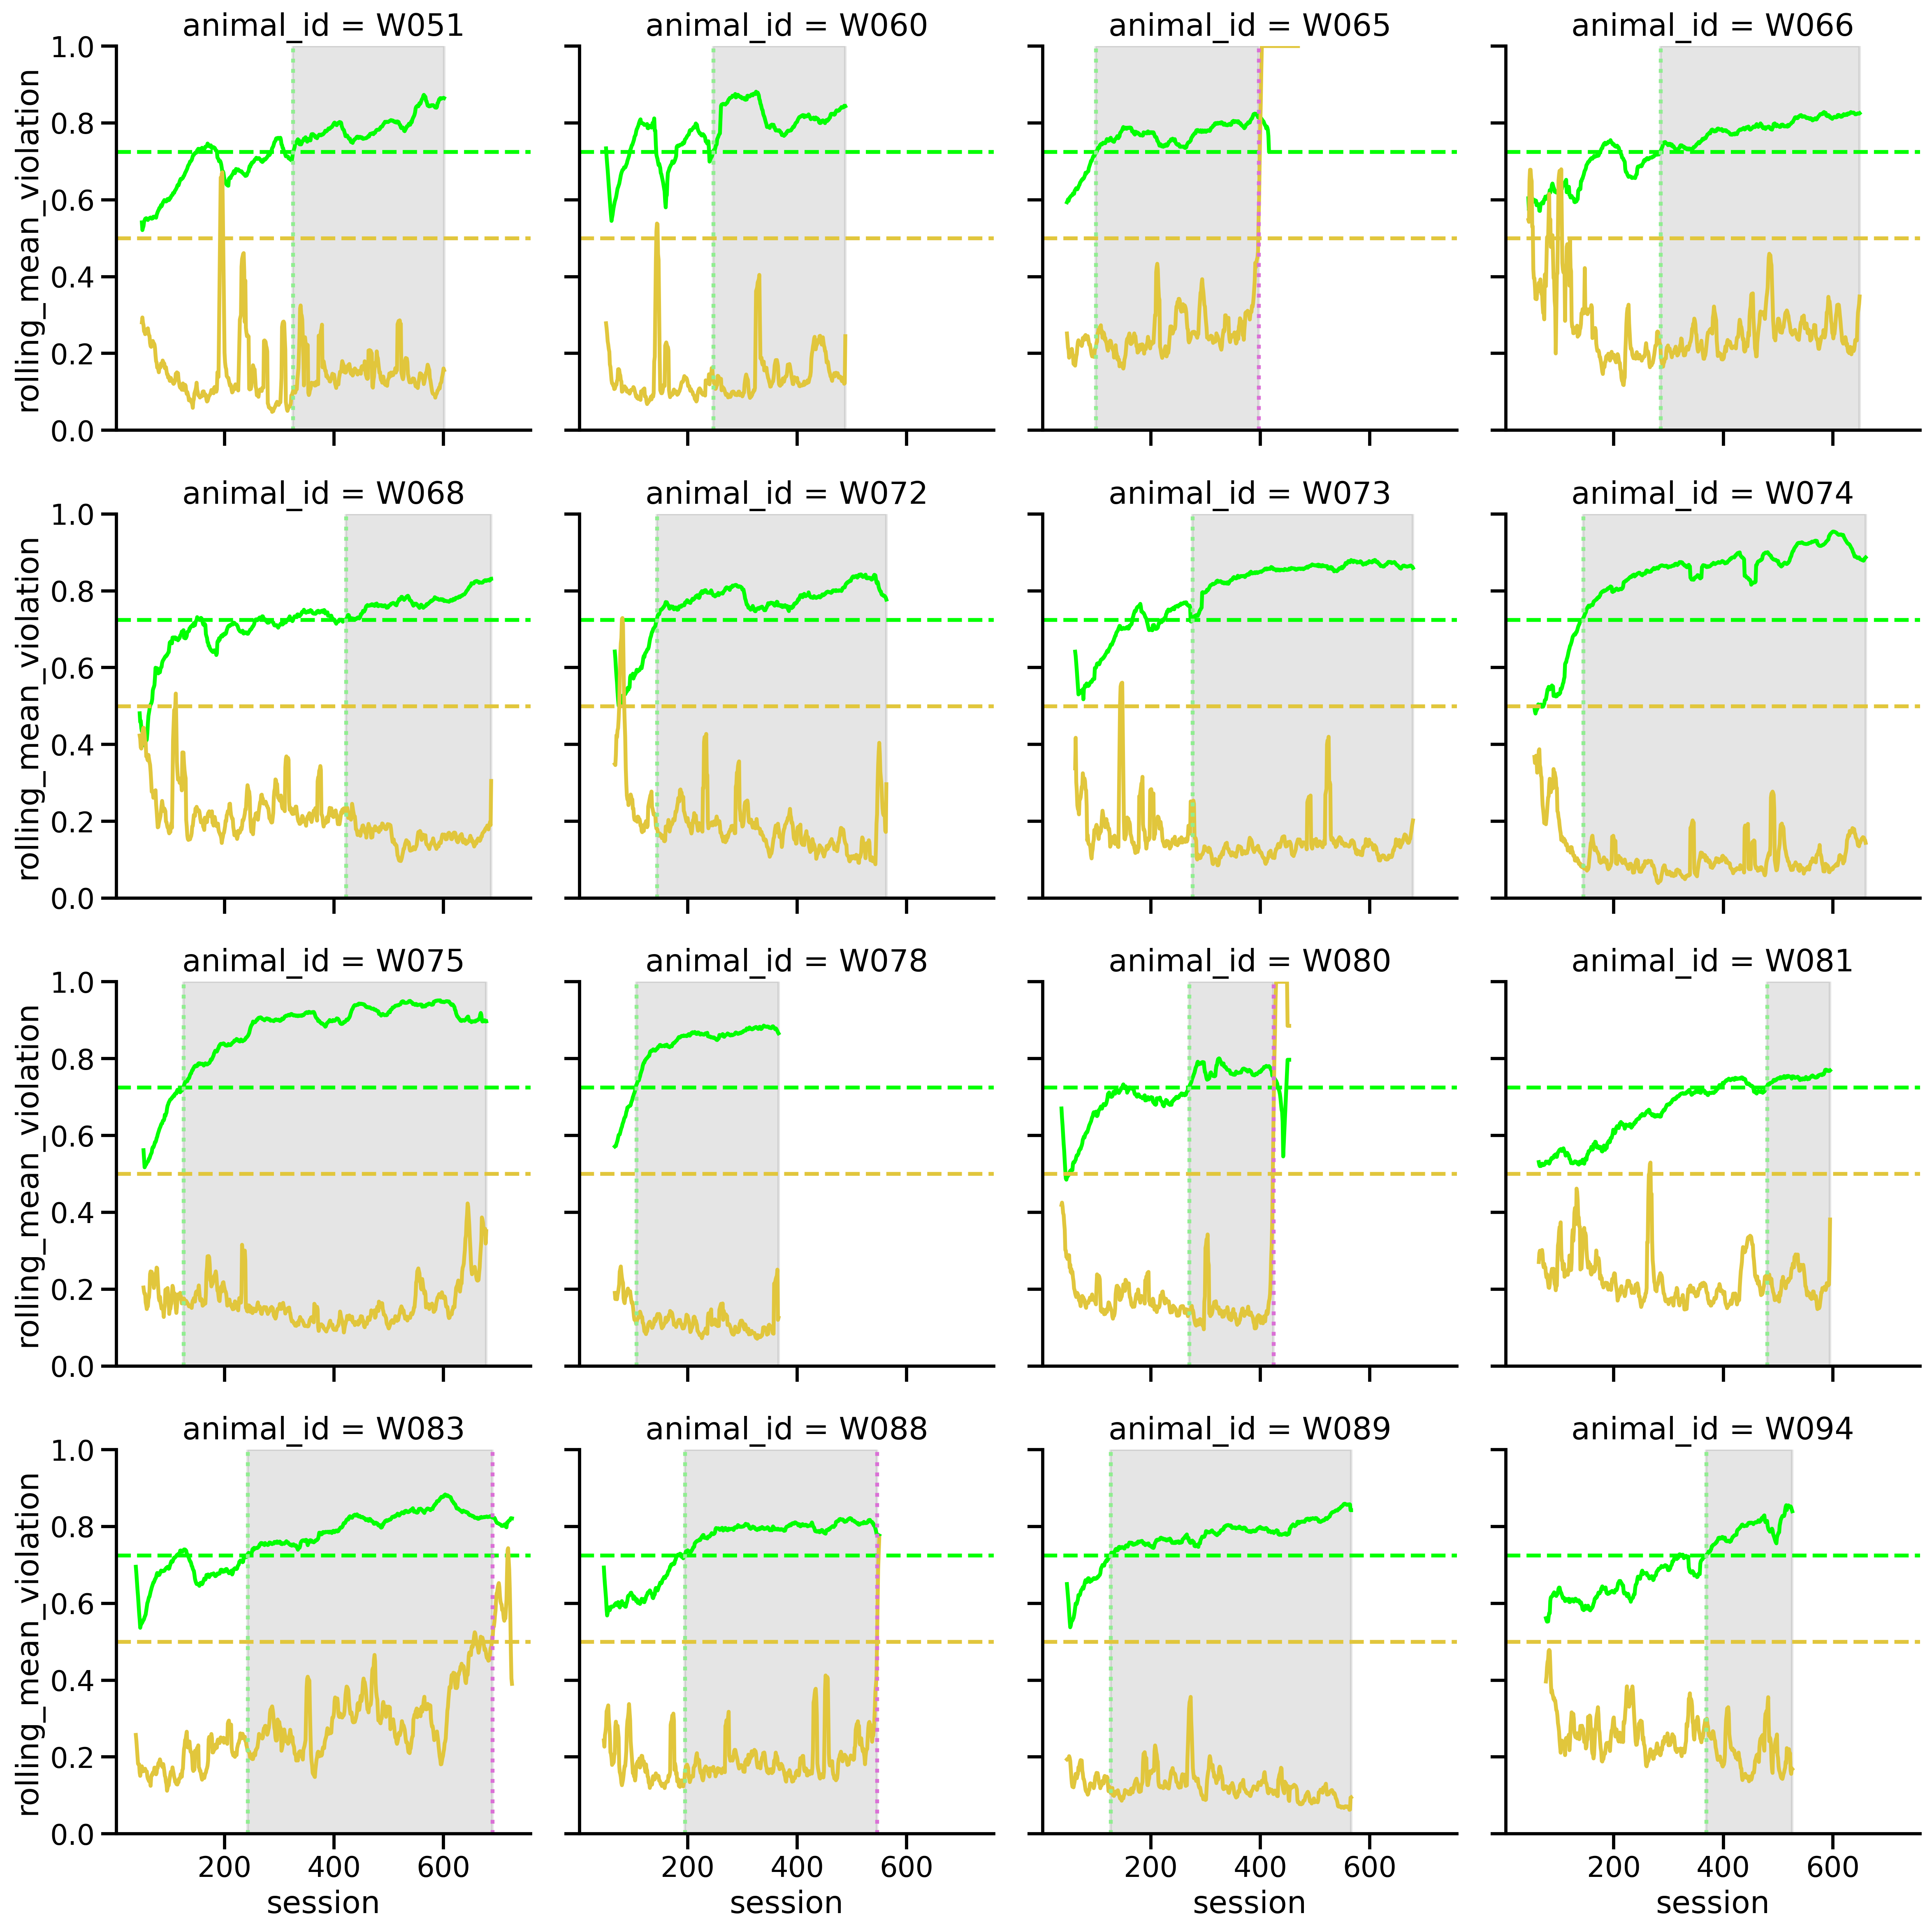 animal_id = W051
animal_id = W060
animal_id = W065
animal_id = W066
rolling_mean_violation
1.0
0.8
0.6
0.4
0.2
0.0
animal_id = W068
animal_id = W072
animal_id = W073
animal_id = W074
rolling_mean_violation
1.0
0.8
0.6
0.4
0.2
0.0
animal_id = W075
animal_id = W078
animal_id = W080
animal_id = W081
rolling_mean_violation
1.0
0.8
0.6
0.4
0.2
0.0
animal_id = W083
animal_id = W088
animal_id = W089
animal_id = W094
rolling_mean_violation
1.0
0.8
0.6
0.4
0.2
0.0
200 400 600
200 400 600
200 400 600
200 400 600
session
session
session
session